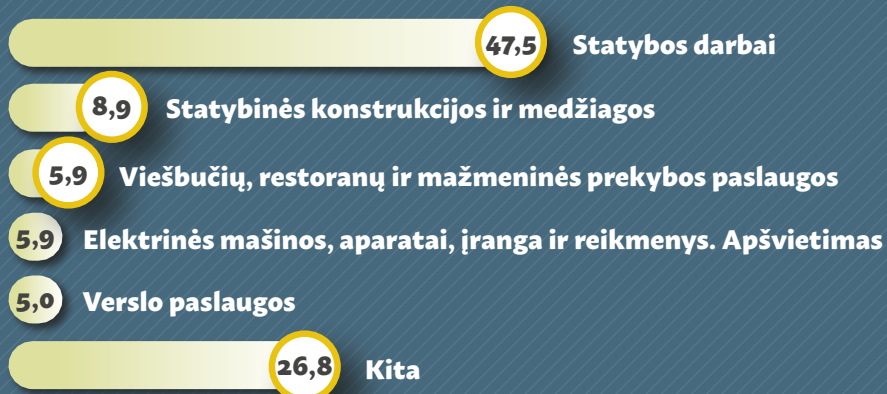 47,5 Statybos darbai
8,9 Statybinės konstrukcijos ir medžiagos
5,9 Viešbučių, restoranų ir mažmeninės prekybos paslaugos
5,9 Elektrinės mašinos, aparatai, įranga ir reikmenys. Apšvietimas
5,0 Verslo paslaugos
26,8 Kita